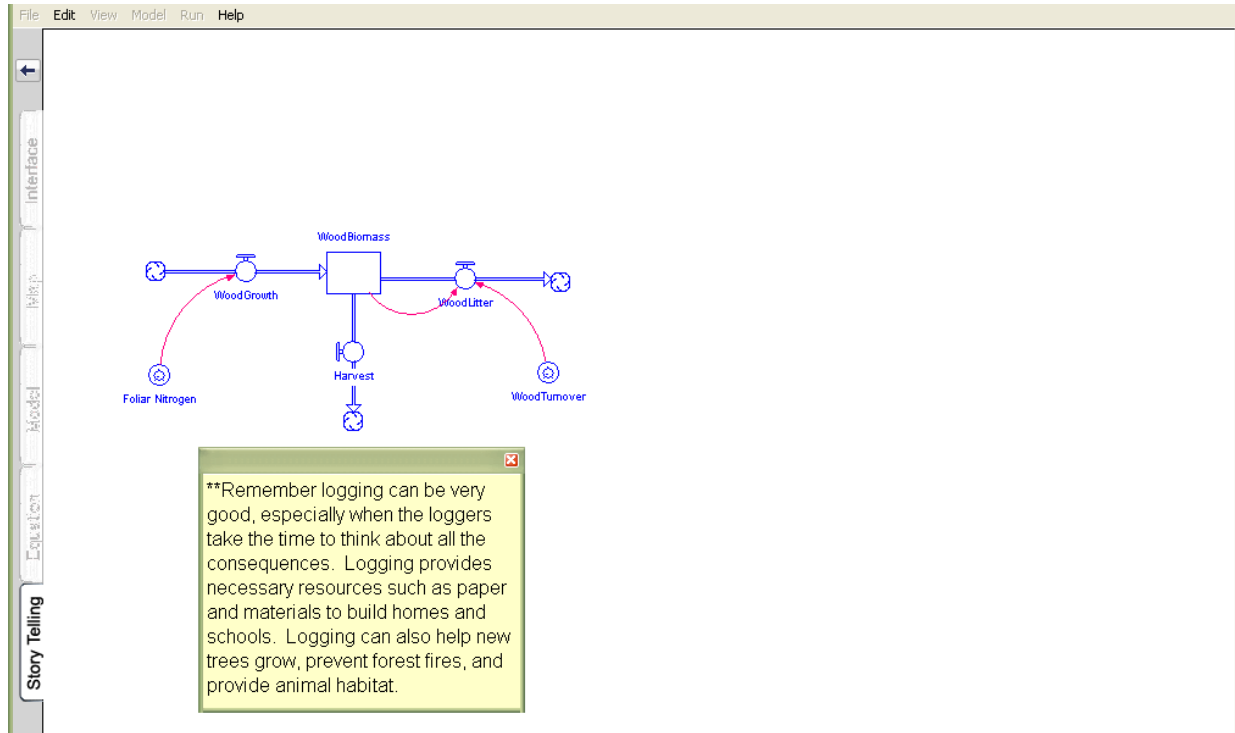 File Edit View Model Run Help
Interface
Map
Model
Equation
Story Telling
WoodBiomass
WoodGrowth
WoodLitter
Harvest
Foliar Nitrogen
WoodTurnover
**Remember logging can be very
good, especially when the loggers
take the time to think about all the
consequences.  Logging provides
necessary resources such as paper
and materials to build homes and
schools.  Logging can also help new
trees grow, prevent forest fires, and
provide animal habitat.